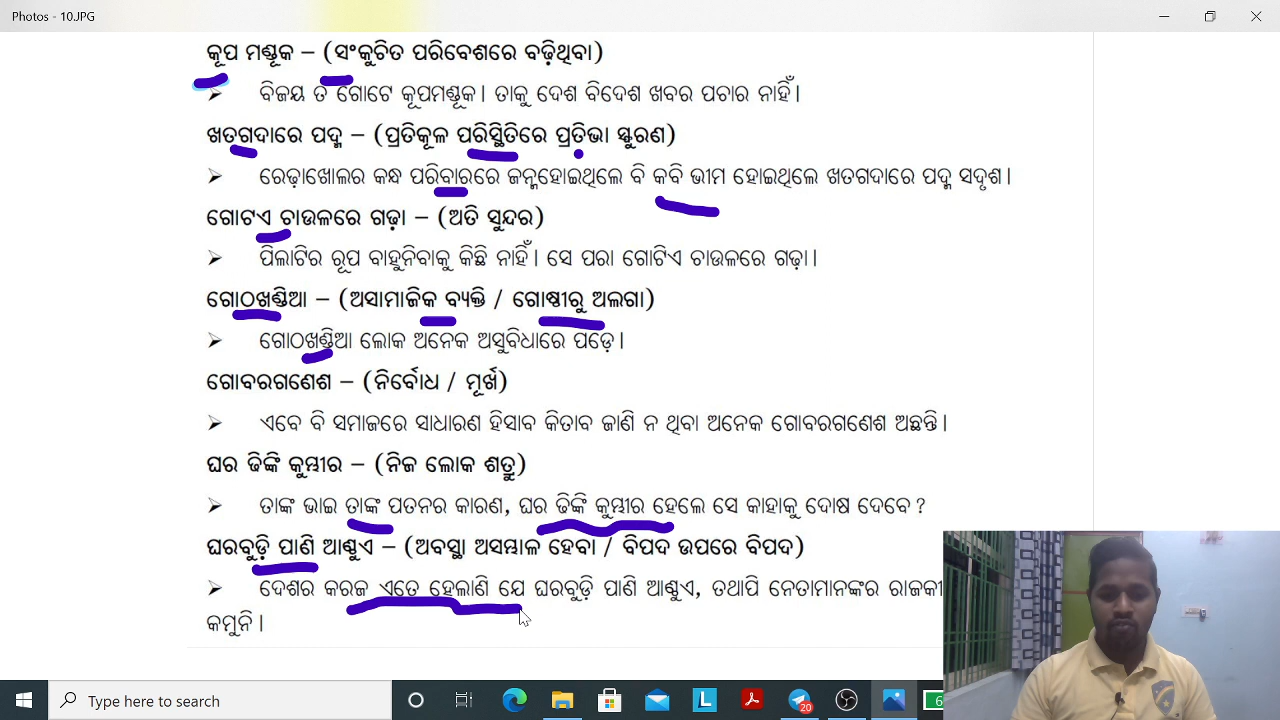 Photos - 10.JPG
କୂପ ମଣ୍ଡୂକ – (ସଂକୁଚିତ ପରିବେଶରେ ବଢ଼ିଥିବା)
➢ ବିଜୟ ତ ଗୋଟେ କୂପମଣ୍ଡୂକ। ତାକୁ ଦେଶ ବିଦେଶ ଖବର ପଚାର ନାହିଁ।
ଖତଗଦାରେ ପଦ୍ମ – (ପ୍ରତିକୂଳ ପରିସ୍ଥିତିରେ ପ୍ରତିଭା ସ୍ଫୁରଣ)
➢ ରେଢ଼ାଖୋଲର କନ୍ଧ ପରିବାରରେ ଜନ୍ମହୋଇଥିଲେ ବି କବି ଭୀମ ହୋଇଥିଲେ ଖତଗଦାରେ ପଦ୍ମ ସଦୃଶ।
ଗୋଟଏ ଚାଉଳରେ ଗଢ଼ା – (ଅତି ସୁନ୍ଦର)
➢ ପିଲାଟିର ରୂପ ବାହୁନିବାକୁ କିଛି ନାହିଁ। ସେ ପରା ଗୋଟିଏ ଚାଉଳରେ ଗଢ଼ା।
ଗୋଠଖଣ୍ଡିଆ – (ଅସାମାଜିକ ବ୍ୟକ୍ତି / ଗୋଷ୍ଠୀରୁ ଅଲଗା)
➢ ଗୋଠଖଣ୍ଡିଆ ଲୋକ ଅନେକ ଅସୁବିଧାରେ ପଡ଼େ।
ଗୋବରଗଣେଶ – (ନିର୍ବୋଧ / ମୂର୍ଖ)
➢ ଏବେ ବି ସମାଜରେ ସାଧାରଣ ହିସାବ କିତାବ ଜାଣି ନ ଥିବା ଅନେକ ଗୋବରଗଣେଶ ଅଛନ୍ତି।
ଘର ଢିଙ୍କି କୁମ୍ଭୀର – (ନିଜ ଲୋକ ଶତ୍ରୁ)
➢ ତାଙ୍କ ଭାଇ ତାଙ୍କ ପତନର କାରଣ, ଘର ଢିଙ୍କି କୁମ୍ଭୀର ହେଲେ ସେ କାହାକୁ ଦୋଷ ଦେବେ ?
ଘରବୁଡ଼ି ପାଣି ଆଣ୍ଠୁଏ – (ଅବସ୍ଥା ଅସମ୍ଭାଳ ହେବା / ବିପଦ ଉପରେ ବିପଦ)
➢ ଦେଶର କରଜ ଏତେ ହେଲାଣି ଯେ ଘରବୁଡ଼ି ପାଣି ଆଣ୍ଠୁଏ, ତଥାପି ନେତାମାନଙ୍କର
କମୁନି।
Type here to search
20
6